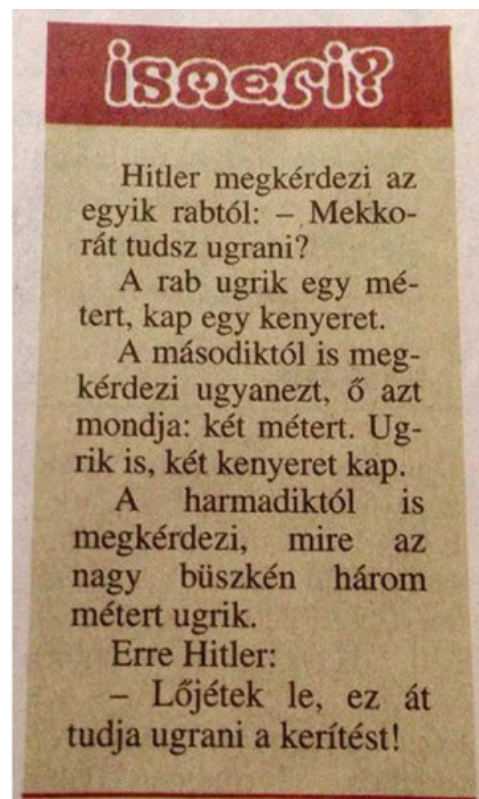 ismeri?
Hitler megkérdezi az
egyik rabtól: – Mekko-
rát tudsz ugrani?
A rab ugrik egy mé-
tert, kap egy kenyeret.
A másodiktól is meg-
kérdezi ugyanezt, ő azt
mondja: két métert. Ug-
rik is, két kenyeret kap.
A harmadiktól is
megkérdezi, mire az
nagy büszkén három
métert ugrik.
Erre Hitler:
– Lőjétek le, ez át
tudja ugrani a kerítést!